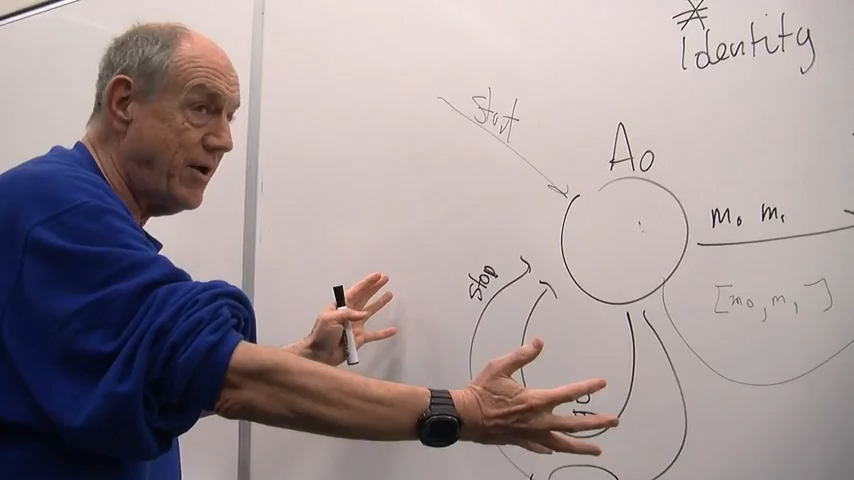 Identity
start
A0
m0 m1
stop
[m0, m1, ]